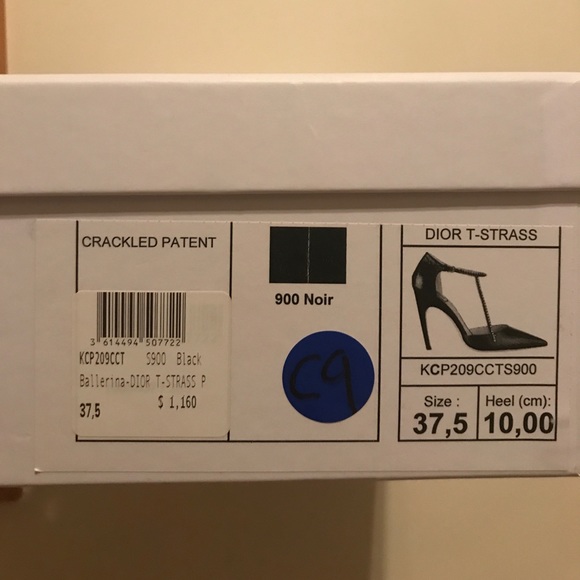 CRACKLED PATENT
3 614494 507722
KCP209CCT S900 Black
Ballerina-DIOR T-STRASS P
37,5 $ 1,160
900 Noir
C9
DIOR T-STRASS
KCP209CCTS900
Size : Heel (cm):
37,5 10,00